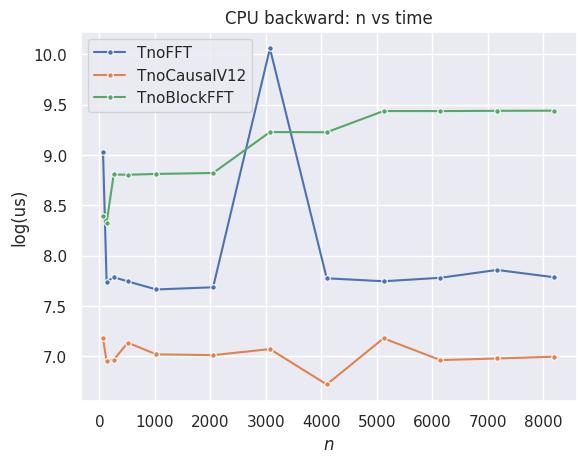 CPU backward: n vs time
TnoFFT
TnoCausalV12
TnoBlockFFT
log(us)
10.0
9.5
9.0
8.5
8.0
7.5
7.0
0 1000 2000 3000 4000 5000 6000 7000 8000
n